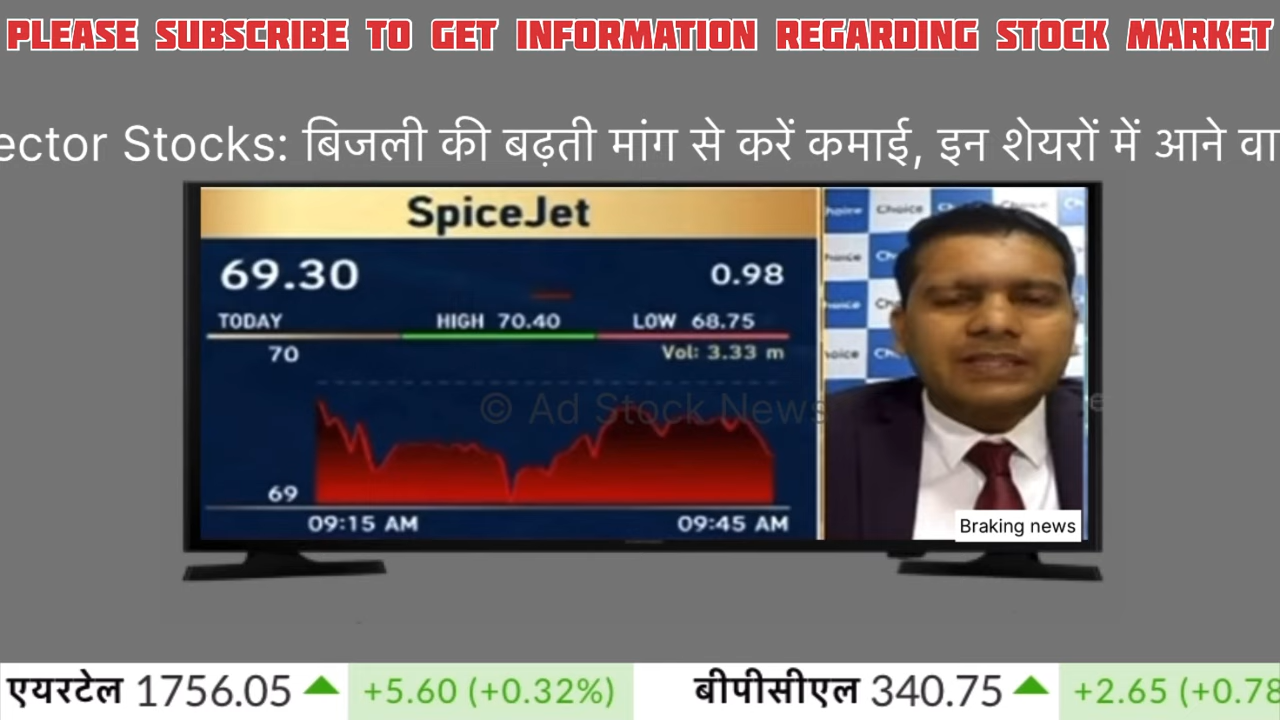 PLEASE SUBSCRIBE TO GET INFORMATION REGARDING STOCK MARKET
ector Stocks: बिजली की बढ़ती मांग से करें कमाई, इन शेयरों में आने वा
SpiceJet
69.30
0.98
TODAY
HIGH 70.40
LOW 68.75
Vol: 3.33 m
70
69
09:15 AM
09:45 AM
© Ad Stock News
Choice
Braking news
एयरटेल 1756.05 +5.60 (+0.32%)
बीपीसीएल 340.75 +2.65 (+0.78